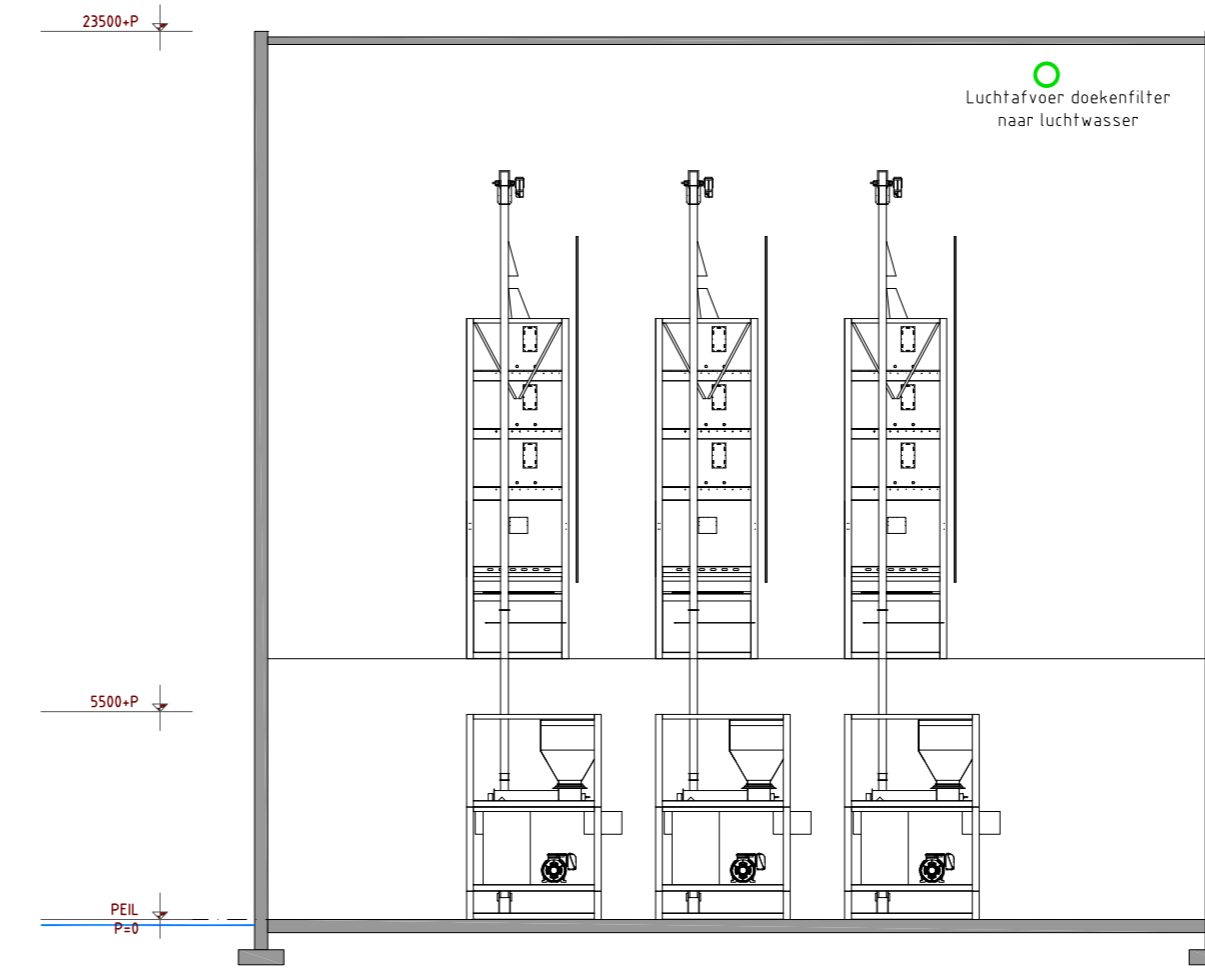 23500+P
Luchtafvoer doekenfilter
naar luchtwasser
5500+P
PEIL
P=0